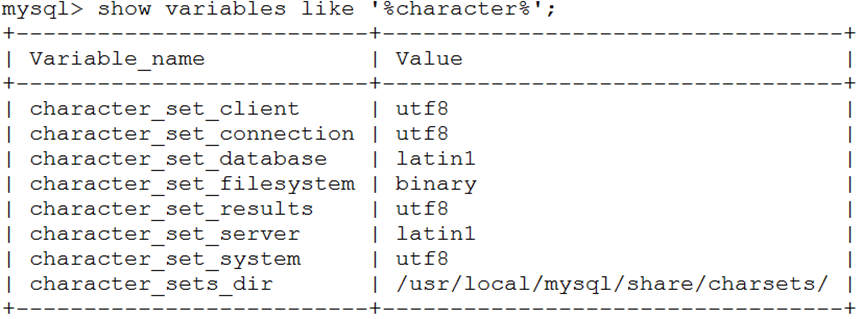 mysql> show variables like '%character%';
+--------------------------+----------------------------------+
| Variable_name            | Value                            |
+--------------------------+----------------------------------+
| character_set_client     | utf8                             |
| character_set_connection | utf8                             |
| character_set_database   | latin1                           |
| character_set_filesystem | binary                           |
| character_set_results    | utf8                             |
| character_set_server     | latin1                           |
| character_set_system     | utf8                             |
| character_sets_dir       | /usr/local/mysql/share/charsets/ |
+--------------------------+----------------------------------+